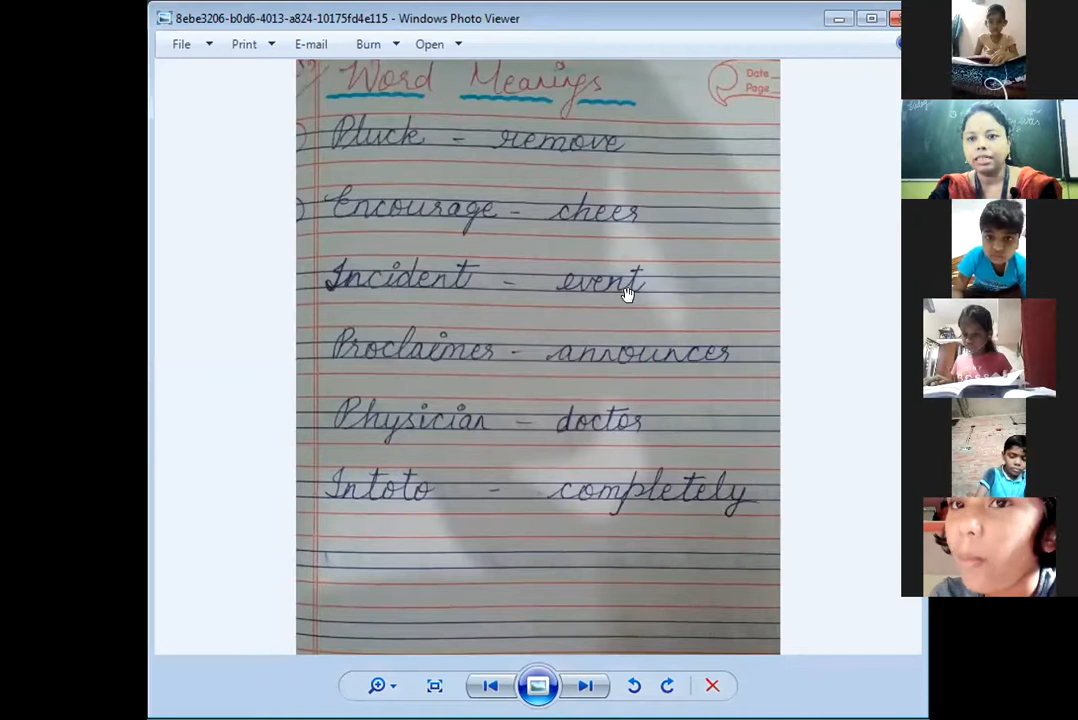 8ebe3206-b0d6-4013-a824-10175fd4e115 - Windows Photo Viewer
File Print E-mail Burn Open
Word Meanings
Date
Page
Pluck - remove
Encourage - cheer
Incident - event
Proclaimer - announcer
Physician - doctor
Intoto - completely